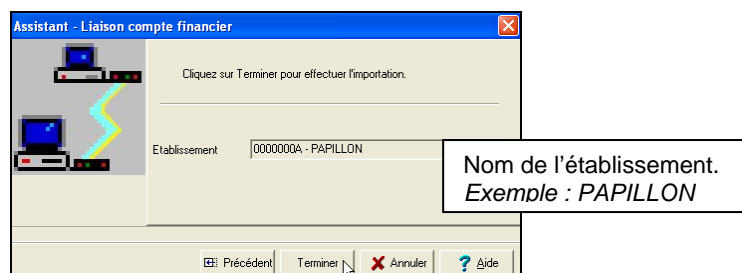 Assistant - Liaison compte financier
Cliquez sur Terminer pour effectuer l'importation.
Etablissement 0000000A - PAPILLON
Nom de l'établissement.
Exemple : PAPILLON
Précédent Terminer Annuler ? Aide